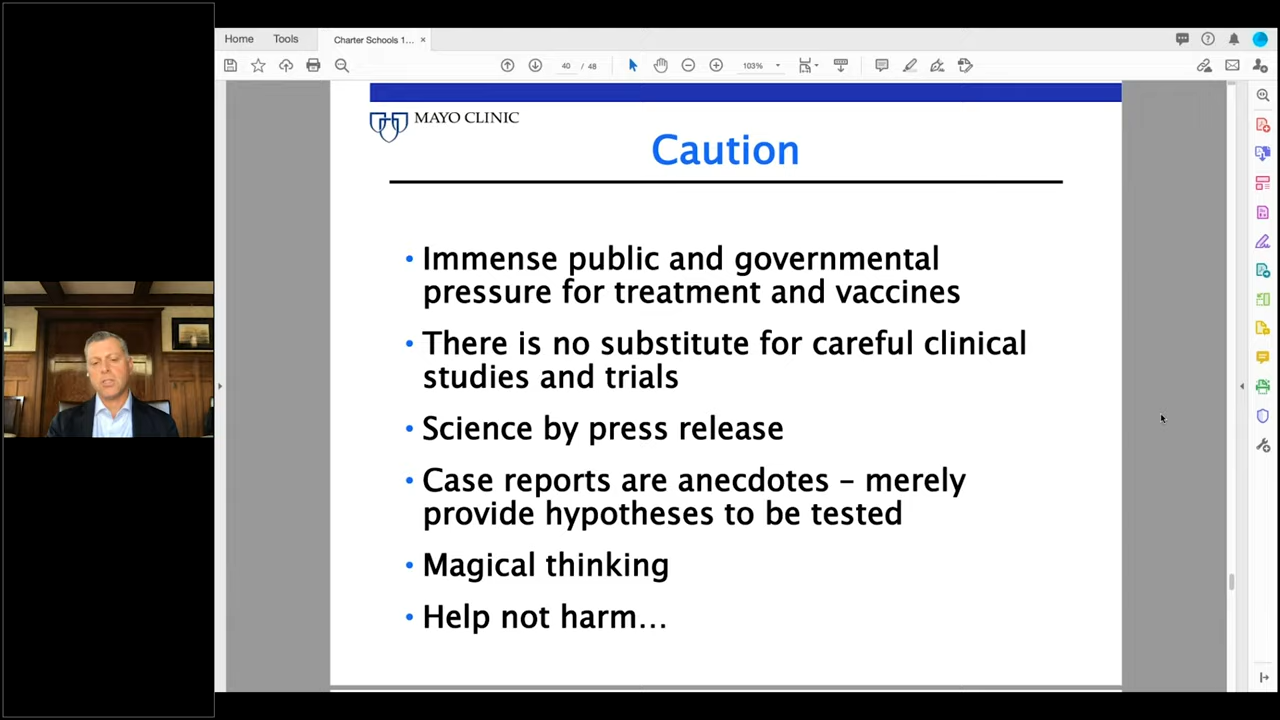 Home
Tools
Charter Schools 1... ×
40 / 48
103%
MAYO CLINIC
Caution
• Immense public and governmental
pressure for treatment and vaccines
• There is no substitute for careful clinical
studies and trials
• Science by press release
• Case reports are anecdotes – merely
provide hypotheses to be tested
• Magical thinking
• Help not harm...